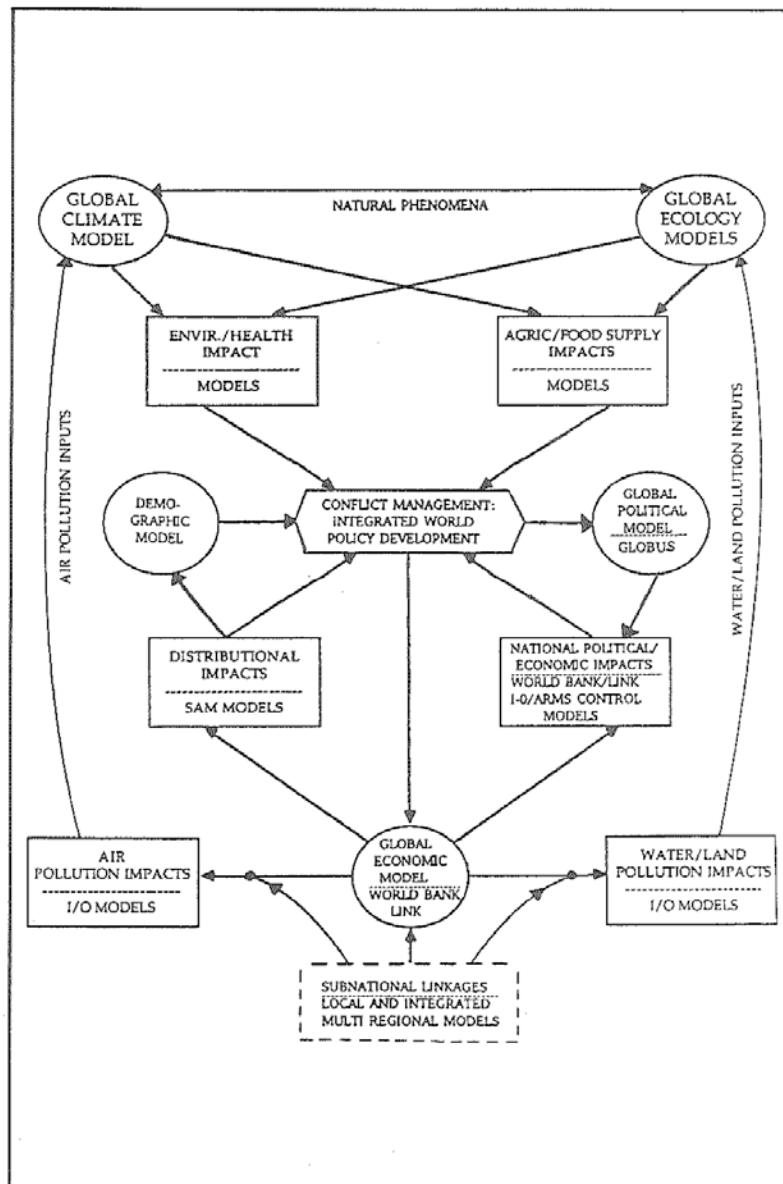 GLOBAL
CLIMATE
MODEL
NATURAL PHENOMENA
GLOBAL
ECOLOGY
MODELS
ENVIR./HEALTH
IMPACT
MODELS
AGRIC/FOOD SUPPLY
IMPACTS
MODELS
AIR POLLUTION INPUTS
WATER/LAND POLLUTION INPUTS
DEMO-
GRAPHIC
MODEL
CONFLICT MANAGEMENT:
INTEGRATED WORLD
POLICY DEVELOPMENT
GLOBAL
POLITICAL
MODEL
GLOBUS
DISTRIBUTIONAL
IMPACTS
SAM MODELS
NATIONAL POLITICAL/
ECONOMIC IMPACTS
WORLD BANK/LINK
I-0/ARMS CONTROL
MODELS
AIR
POLLUTION IMPACTS
I/O MODELS
GLOBAL
ECONOMIC
MODEL
WORLD BANK
LINK
WATER/LAND
POLLUTION IMPACTS
I/O MODELS
SUBNATIONAL LINKAGES
LOCAL AND INTEGRATED
MULTI REGIONAL MODELS